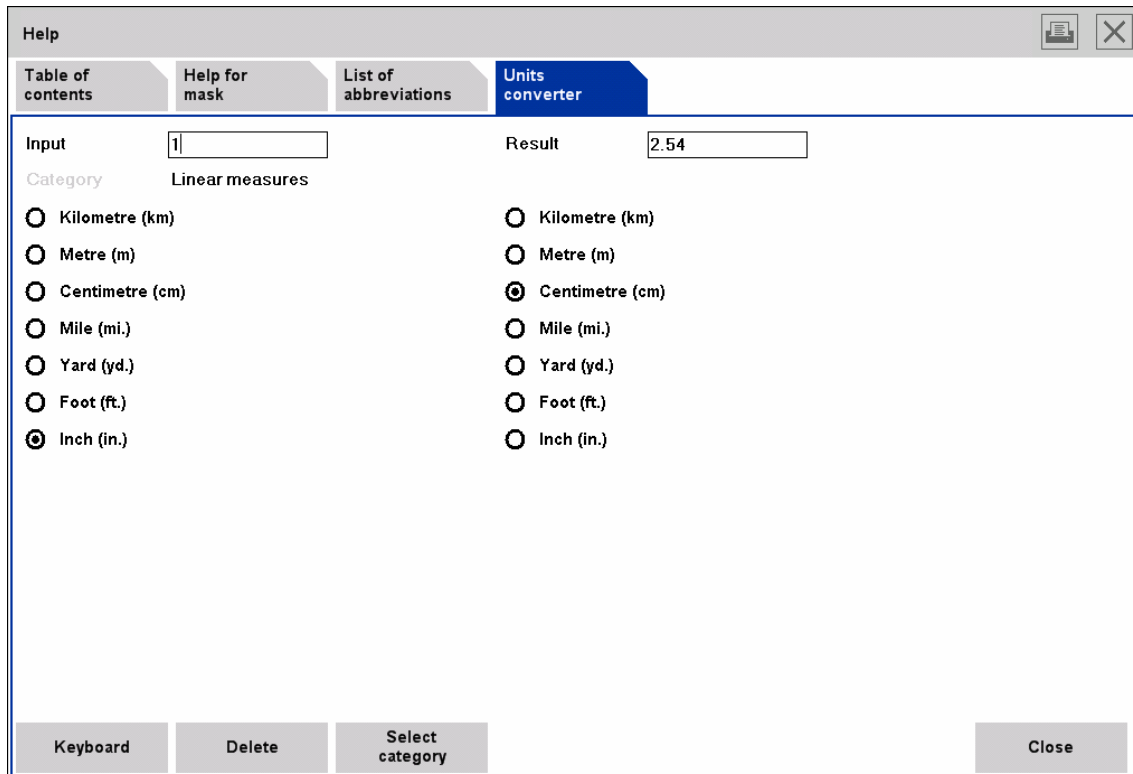 Help
Table of
contents
Help for
mask
List of
abbreviations
Units
converter
Input 1 Result 2.54
Category Linear measures
Kilometre (km) Kilometre (km)
Metre (m) Metre (m)
Centimetre (cm) Centimetre (cm)
Mile (mi.) Mile (mi.)
Yard (yd.) Yard (yd.)
Foot (ft.) Foot (ft.)
Inch (in.) Inch (in.)
Keyboard
Delete
Select
category
Close